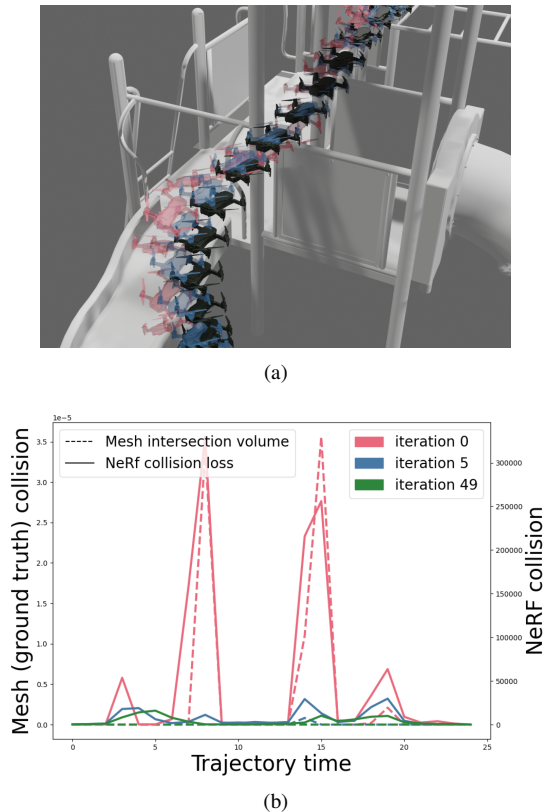 (a)
1e−5
Mesh intersection volume
NeRf collision loss
iteration 0
iteration 5
iteration 49
Mesh (ground truth) collision
3.5
3.0
2.5
2.0
1.5
1.0
0.5
0.0
300000
250000
200000
150000
100000
50000
0
NeRF collision
0 5 10 15 20 25
Trajectory time
(b)